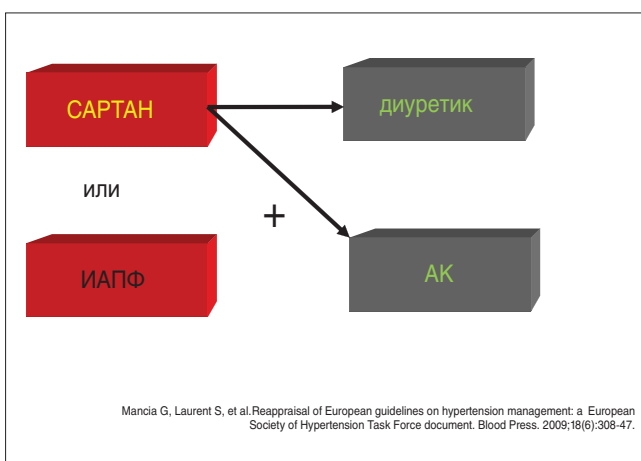 САРТАН
диуретик
или
+
ИАПФ
АК
Mancia G, Laurent S, et al.Reappraisal of European guidelines on hypertension management: a European
Society of Hypertension Task Force document. Blood Press. 2009;18(6):308-47.